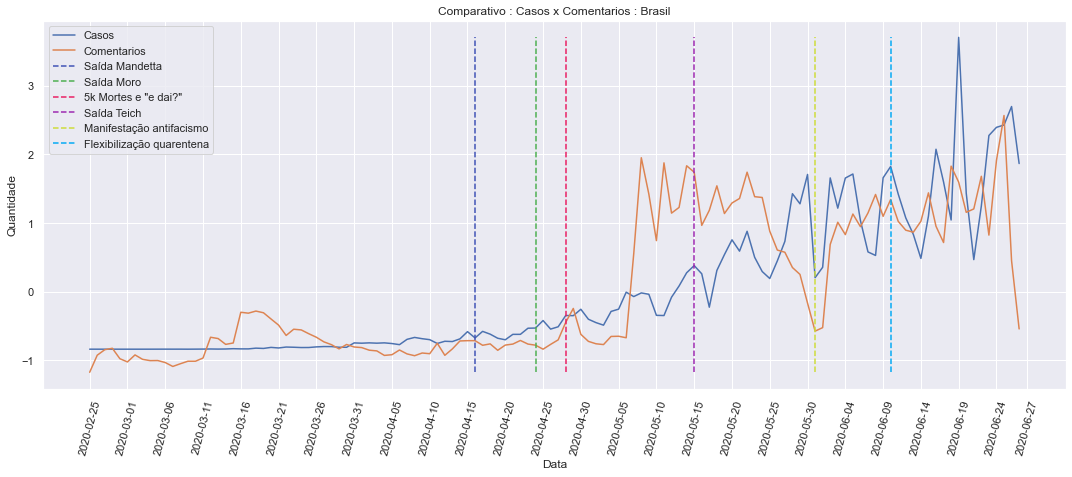 Comparativo : Casos x Comentarios : Brasil
Casos
Comentarios
Saída Mandetta
Saída Moro
5k Mortes e "e dai?"
Saída Teich
Manifestação antifacismo
Flexibilização quarentena
Quantidade
3
2
1
0
−1
2020-02-25
2020-03-01
2020-03-06
2020-03-11
2020-03-16
2020-03-21
2020-03-26
2020-03-31
2020-04-05
2020-04-10
2020-04-15
2020-04-20
2020-04-25
2020-04-30
2020-05-05
2020-05-10
2020-05-15
2020-05-20
2020-05-25
2020-05-30
2020-06-04
2020-06-09
2020-06-14
2020-06-19
2020-06-24
2020-06-27
Data